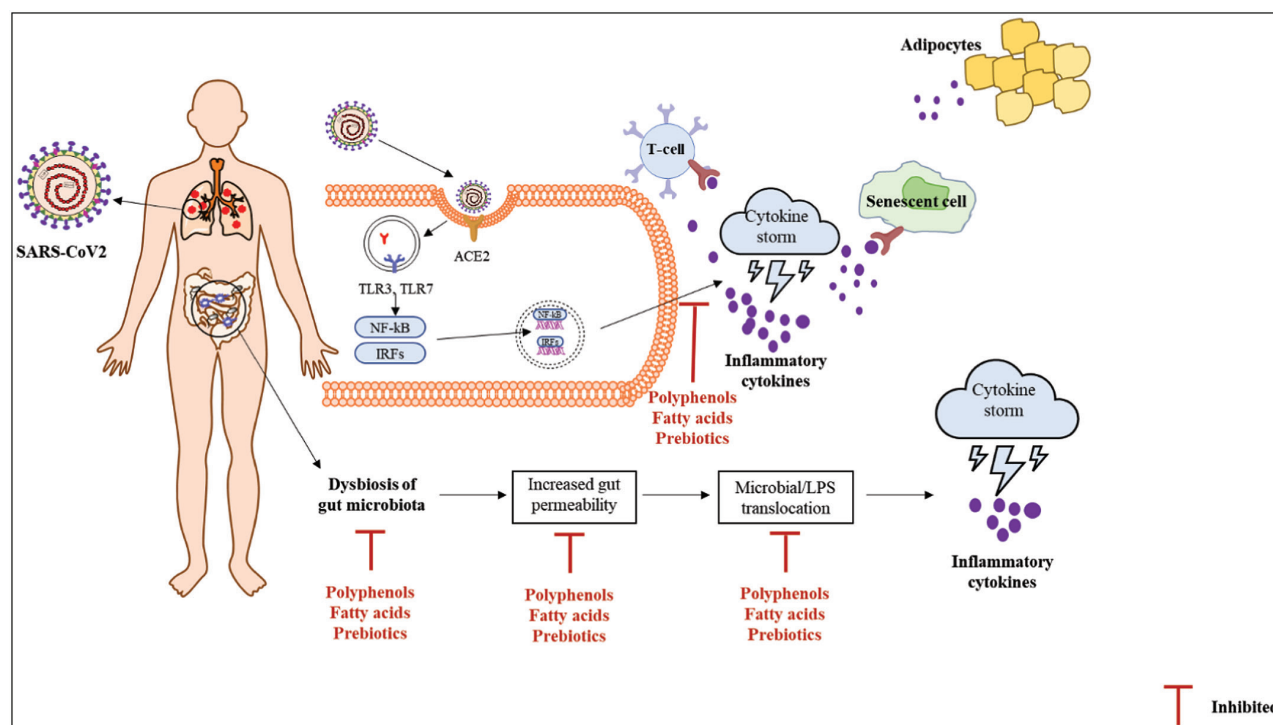 Adipocytes
T-cell
Senescent cell
Cytokine
storm
SARS-CoV2
ACE2
TLR3, TLR7
NF-kB
IRFs
NF-kB
IRFs
Inflammatory
cytokines
Polyphenols
Fatty acids
Prebiotics
Cytokine
storm
Dysbiosis of
gut microbiota
Increased gut
permeability
Microbial/LPS
translocation
Inflammatory
cytokines
Polyphenols
Fatty acids
Prebiotics
Polyphenols
Fatty acids
Prebiotics
Polyphenols
Fatty acids
Prebiotics
Inhibited